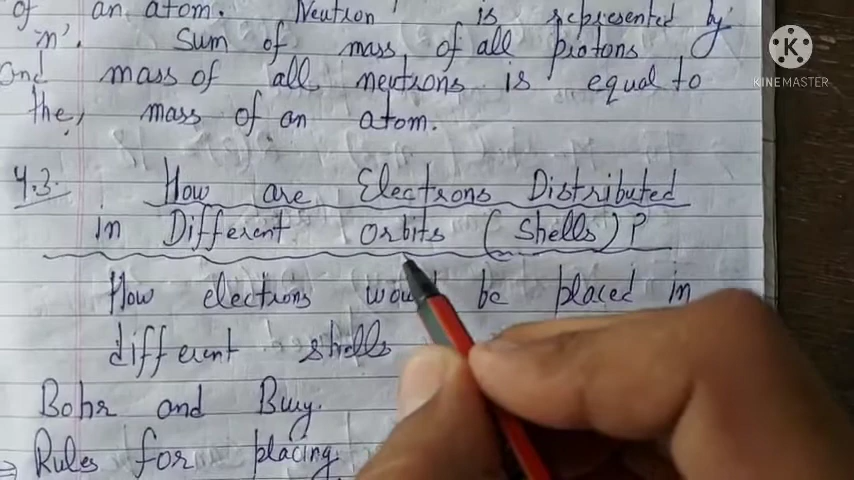 of an atom. Neutron is represented by
'n'. Sum of mass of all protons
and mass of all neutrons is equal to
the, mass of an atom.
4.3. How are Electrons Distributed
in Different Orbits (Shells)?
How electrons would be placed in
different shells
Bohr and Bury.
⇒ Rules for placing
KINEMASTER